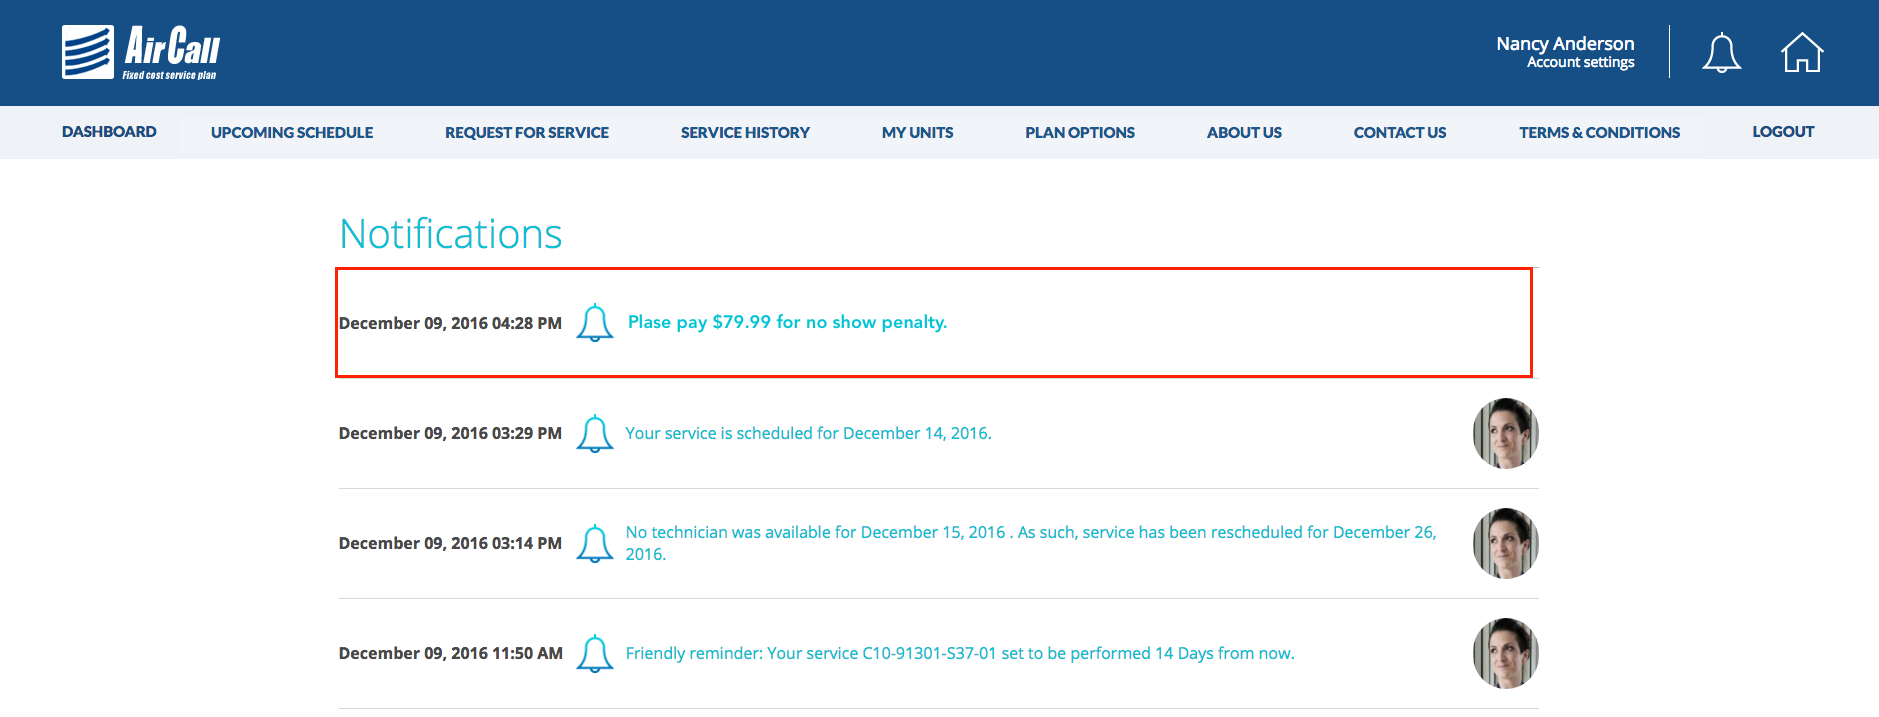 AirCall
Fixed cost service plan
Nancy Anderson
Account settings
DASHBOARD UPCOMING SCHEDULE REQUEST FOR SERVICE SERVICE HISTORY MY UNITS PLAN OPTIONS ABOUT US CONTACT US TERMS & CONDITIONS LOGOUT
Notifications
December 09, 2016 04:28 PM Plase pay $79.99 for no show penalty.
December 09, 2016 03:29 PM Your service is scheduled for December 14, 2016.
December 09, 2016 03:14 PM No technician was available for December 15, 2016 . As such, service has been rescheduled for December 26,
2016.
December 09, 2016 11:50 AM Friendly reminder: Your service C10-91301-S37-01 set to be performed 14 Days from now.